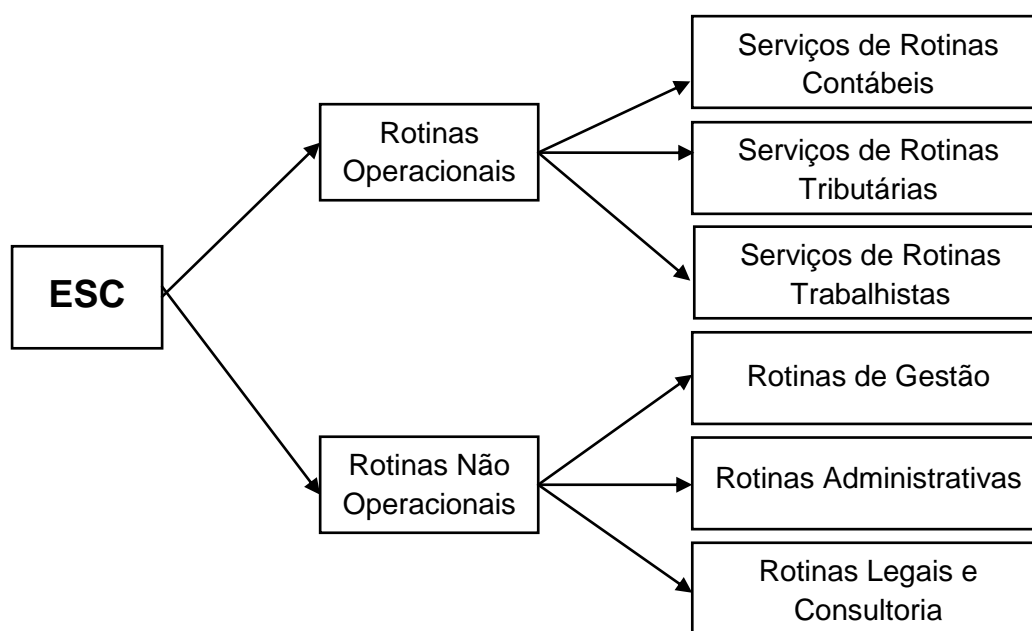 ESC
Rotinas
Operacionais
Serviços de Rotinas
Contábeis
Serviços de Rotinas
Tributárias
Serviços de Rotinas
Trabalhistas
Rotinas Não
Operacionais
Rotinas de Gestão
Rotinas Administrativas
Rotinas Legais e
Consultoria